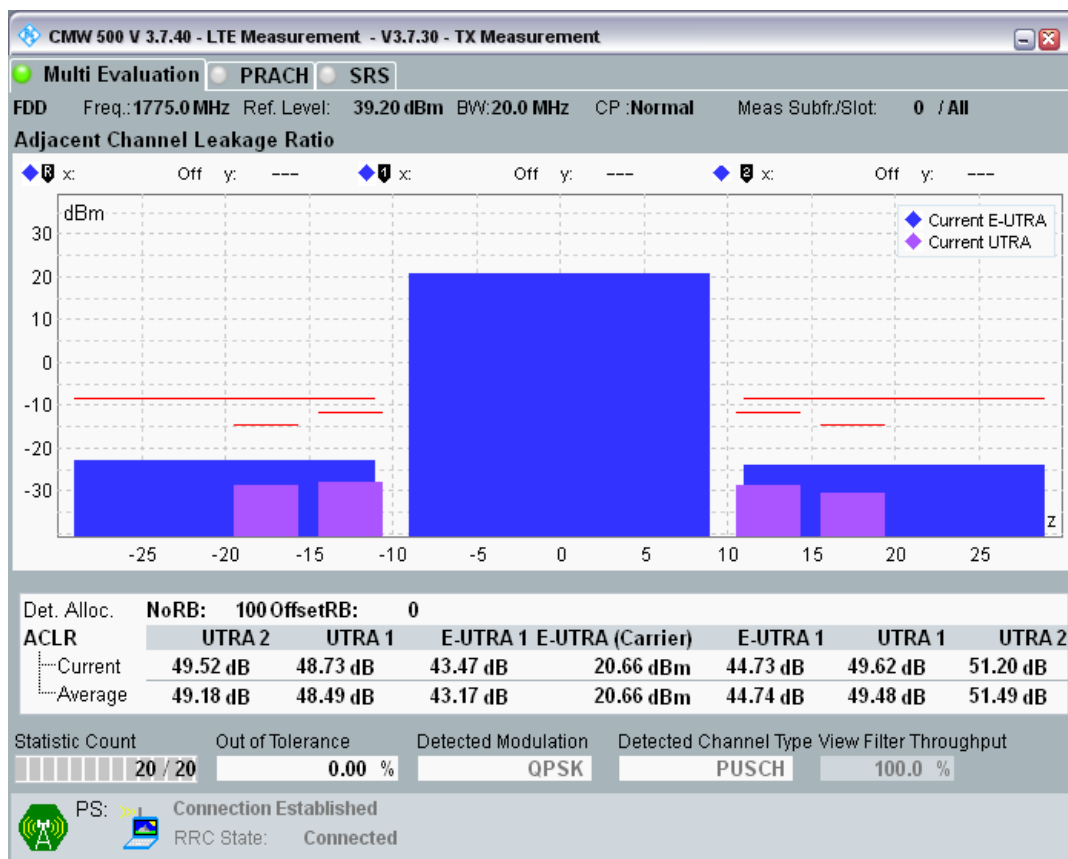 CMW 500 V 3.7.40 - LTE Measurement - V3.7.30 - TX Measurement
Multi Evaluation PRACH SRS
FDD Freq.:1775.0 MHz Ref. Level: 39.20 dBm BW:20.0 MHz CP :Normal Meas Subfr./Slot: 0 / All
Adjacent Channel Leakage Ratio
R x: Off y: --- 1 x: Off y: --- 2 x: Off y: ---
dBm
Current E-UTRA
Current UTRA
30
20
10
0
-10
-20
-30
z
-25 -20 -15 -10 -5 0 5 10 15 20 25
Det. Alloc. NoRB: 100 OffsetRB: 0
ACLR UTRA 2 UTRA 1 E-UTRA 1 E-UTRA (Carrier) E-UTRA 1 UTRA 1 UTRA 2
Current 49.52 dB 48.73 dB 43.47 dB 20.66 dBm 44.73 dB 49.62 dB 51.20 dB
Average 49.18 dB 48.49 dB 43.17 dB 20.66 dBm 44.74 dB 49.48 dB 51.49 dB
Statistic Count Out of Tolerance Detected Modulation Detected Channel Type View Filter Throughput
20 / 20 0.00 % QPSK PUSCH 100.0 %
PS: Connection Established
RRC State: Connected